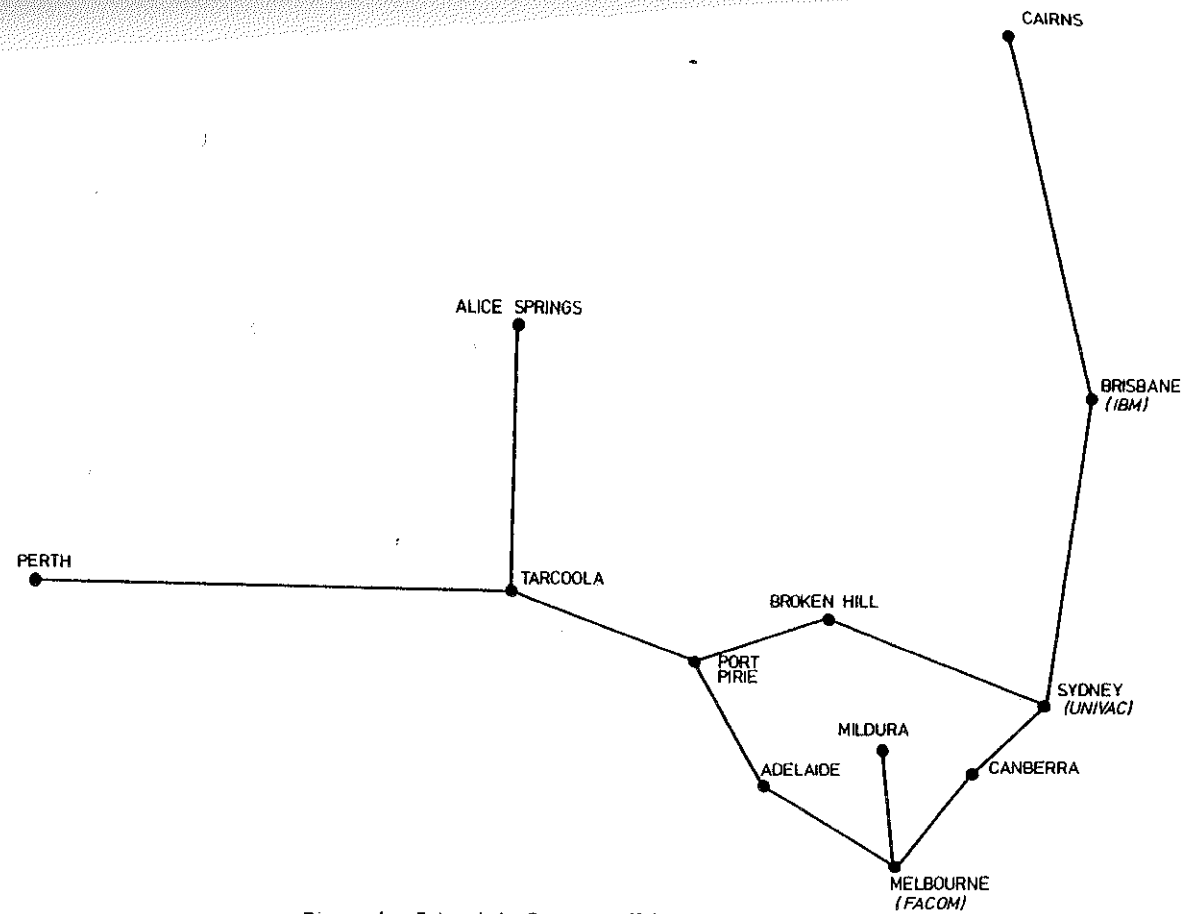 CAIRNS
ALICE SPRINGS
BRISBANE
(IBM)
PERTH
TARCOOLA
BROKEN HILL
PORT
PIRIE
SYDNEY
(UNIVAC)
MILDURA
ADELAIDE
CANBERRA
MELBOURNE
(FACOM)